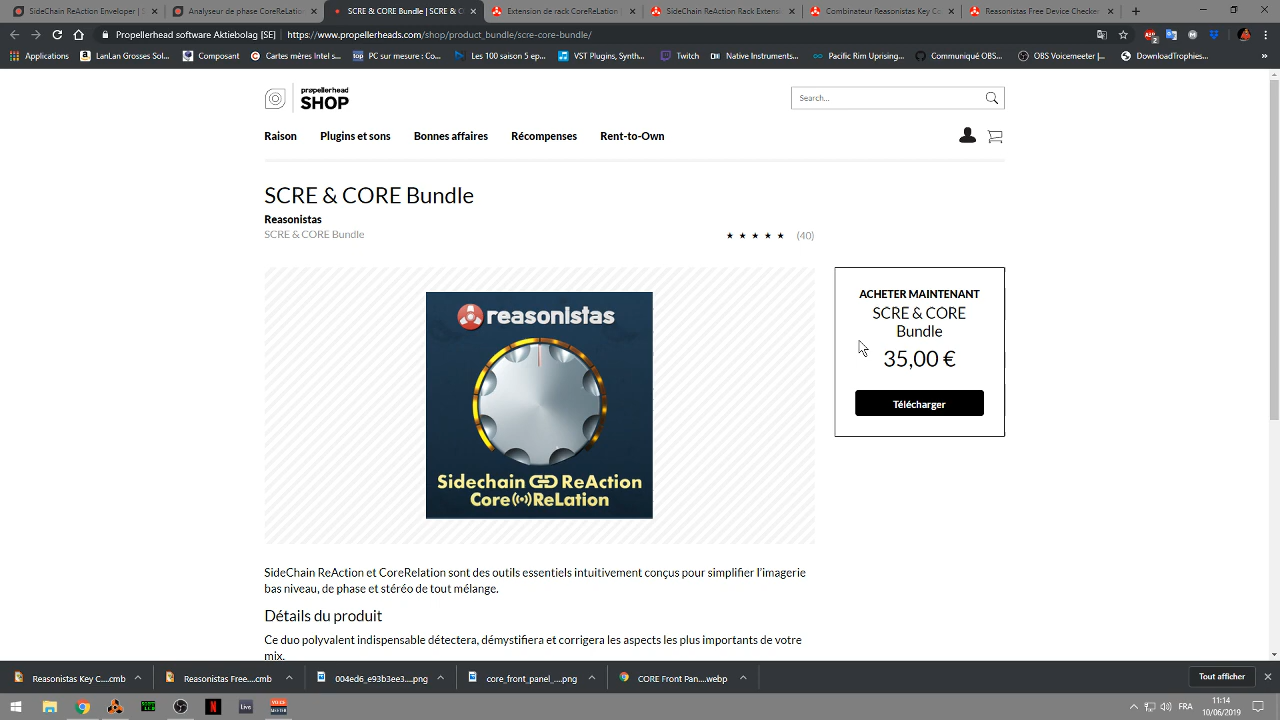 SideChain ReAction Enveloper | S
Analyseur de phase CoreRelation
SCRE & CORE Bundle | SCRE & C
Extension de rack CoreRelation |
SideChain ReAction Rack Extensi
Combinateur Reasonistas Key Co
Reasonistas Free Device Checker
Propellerhead software Aktiebolag [SE] | https://www.propellerheads.com/shop/product_bundle/scre-core-bundle/
Applications
LanLan Grosses Sol...
Composant
Cartes mères Intel s...
PC sur mesure : Co...
Les 100 saison 5 ep...
VST Plugins, Synth...
Twitch
Native Instruments...
Pacific Rim Uprising...
Communiqué OBS...
OBS Voicemeeter |...
DownloadTrophies...
propellerhead
SHOP
Search...
Raison
Plugins et sons
Bonnes affaires
Récompenses
Rent-to-Own
SCRE & CORE Bundle
Reasonistas
SCRE & CORE Bundle
(40)
reasonistas
Sidechain ReAction
Core ReLation
ACHETER MAINTENANT
SCRE & CORE
Bundle
35,00 €
Télécharger
SideChain ReAction et CoreRelation sont des outils essentiels intuitivement conçus pour simplifier l'imagerie
bas niveau, de phase et stéréo de tout mélange.
Détails du produit
Ce duo polyvalent indispensable détectera, démystifiera et corrigera les aspects les plus importants de votre
mix.
Reasonistas Key C....cmb
Reasonistas Free....cmb
004ed6_e93b3ee3....png
core_front_panel_....png
CORE Front Pan....webp
Tout afficher
Live
FRA
11:14
10/06/2019